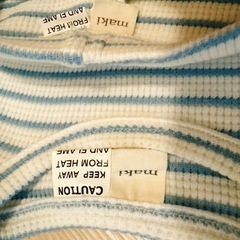 maki
FROM HEAT
AND FLAME
maki
CAUTION
KEEP AWAY
FROM HEAT
AND FLAME